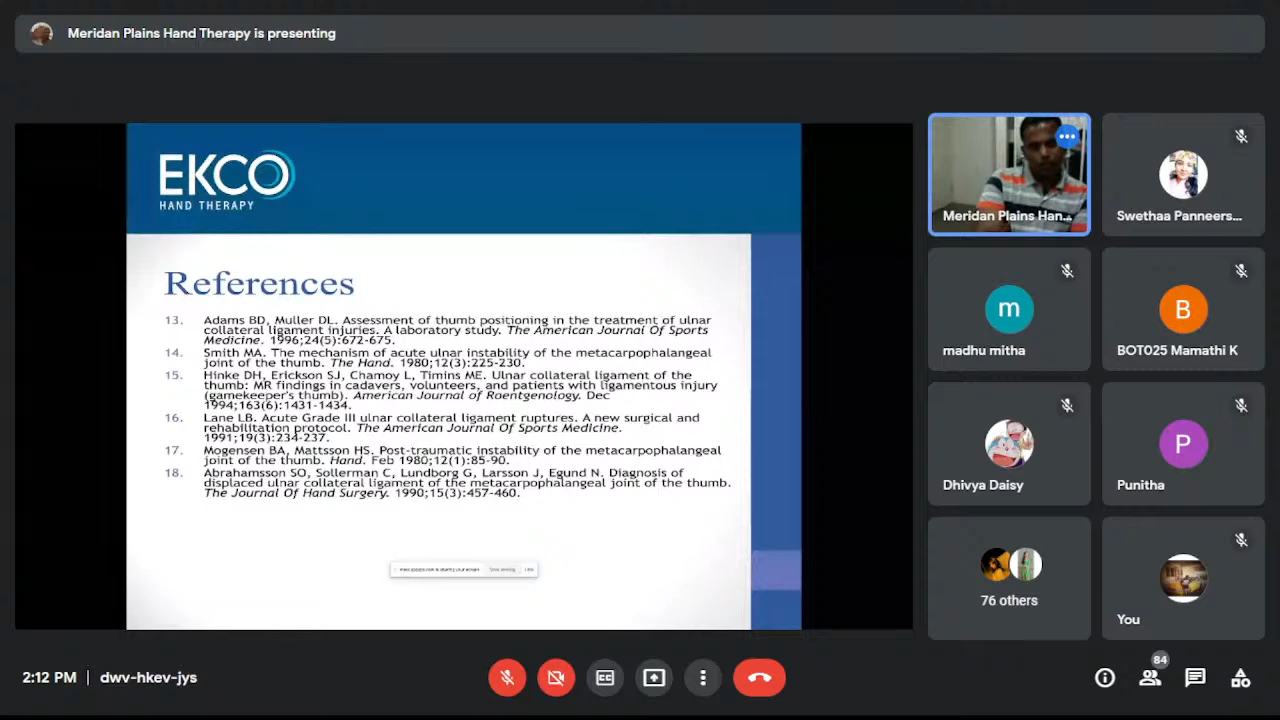 Meridan Plains Hand Therapy is presenting
EKCO
HAND THERAPY
References
13. Adams BD, Muller DL. Assessment of thumb positioning in the treatment of ulnar
collateral ligament injuries. A laboratory study. The American Journal Of Sports
Medicine. 1996;24(5):672-675.
14. Smith MA. The mechanism of acute ulnar instability of the metacarpophalangeal
joint of the thumb. The Hand. 1980;12(3):225-230.
15. Hinke DH, Erickson SJ, Chamoy L, Timins ME. Ulnar collateral ligament of the
thumb: MR findings in cadavers, volunteers, and patients with ligamentous injury
(gamekeeper's thumb). American Journal of Roentgenology. Dec
1994;163(6):1431-1434.
16. Lane LB. Acute Grade III ulnar collateral ligament ruptures. A new surgical and
rehabilitation protocol. The American Journal Of Sports Medicine.
1991;19(3):234-237.
17. Mogensen BA, Mattsson HS. Post-traumatic instability of the metacarpophalangeal
joint of the thumb. Hand. Feb 1980;12(1):85-90.
18. Abrahamsson SO, Sollerman C, Lundborg G, Larsson J, Egund N. Diagnosis of
displaced ulnar collateral ligament of the metacarpophalangeal joint of the thumb.
The Journal Of Hand Surgery. 1990;15(3):457-460.
Meridan Plains Han...
Swethaa Panneers...
m
madhu mitha
B
BOT025 Mamathi K
Dhivya Daisy
P
Punitha
76 others
You
2:12 PM | dwv-hkev-jys
CC
84